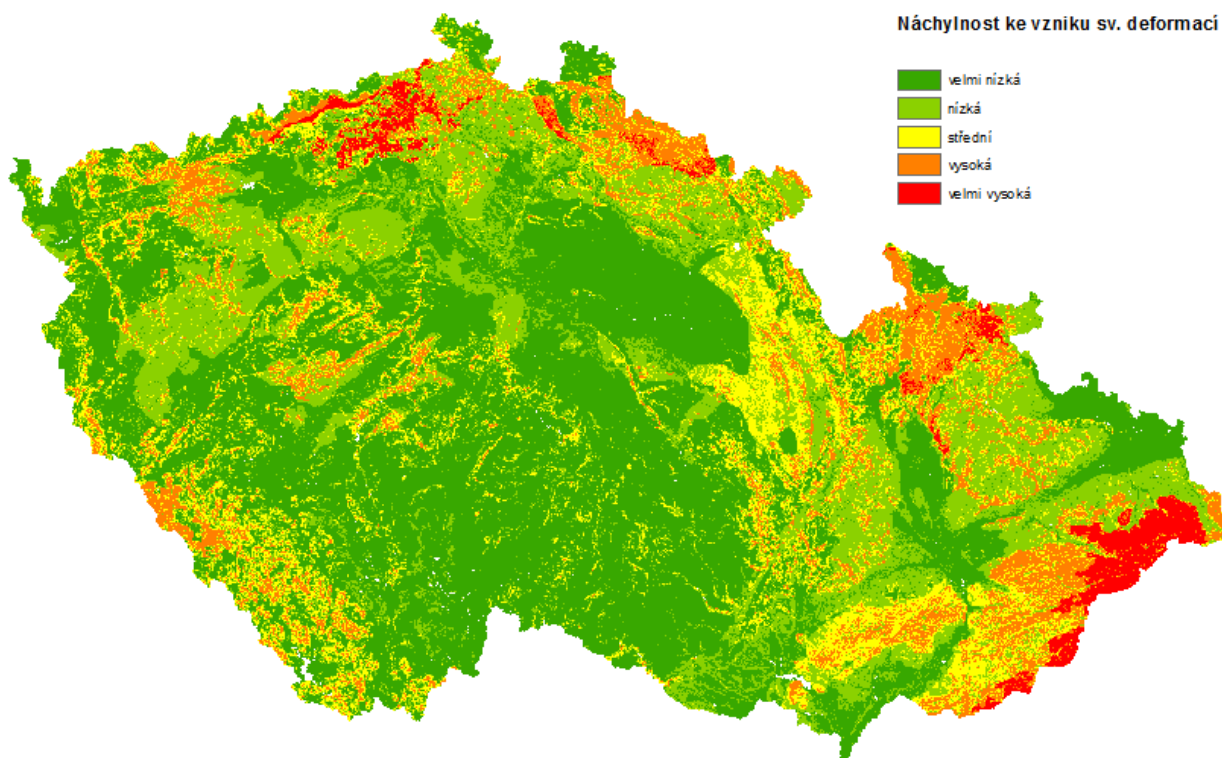 Náchylnost ke vzniku sv. deformací
velmi nízká
nízká
střední
vysoká
velmi vysoká